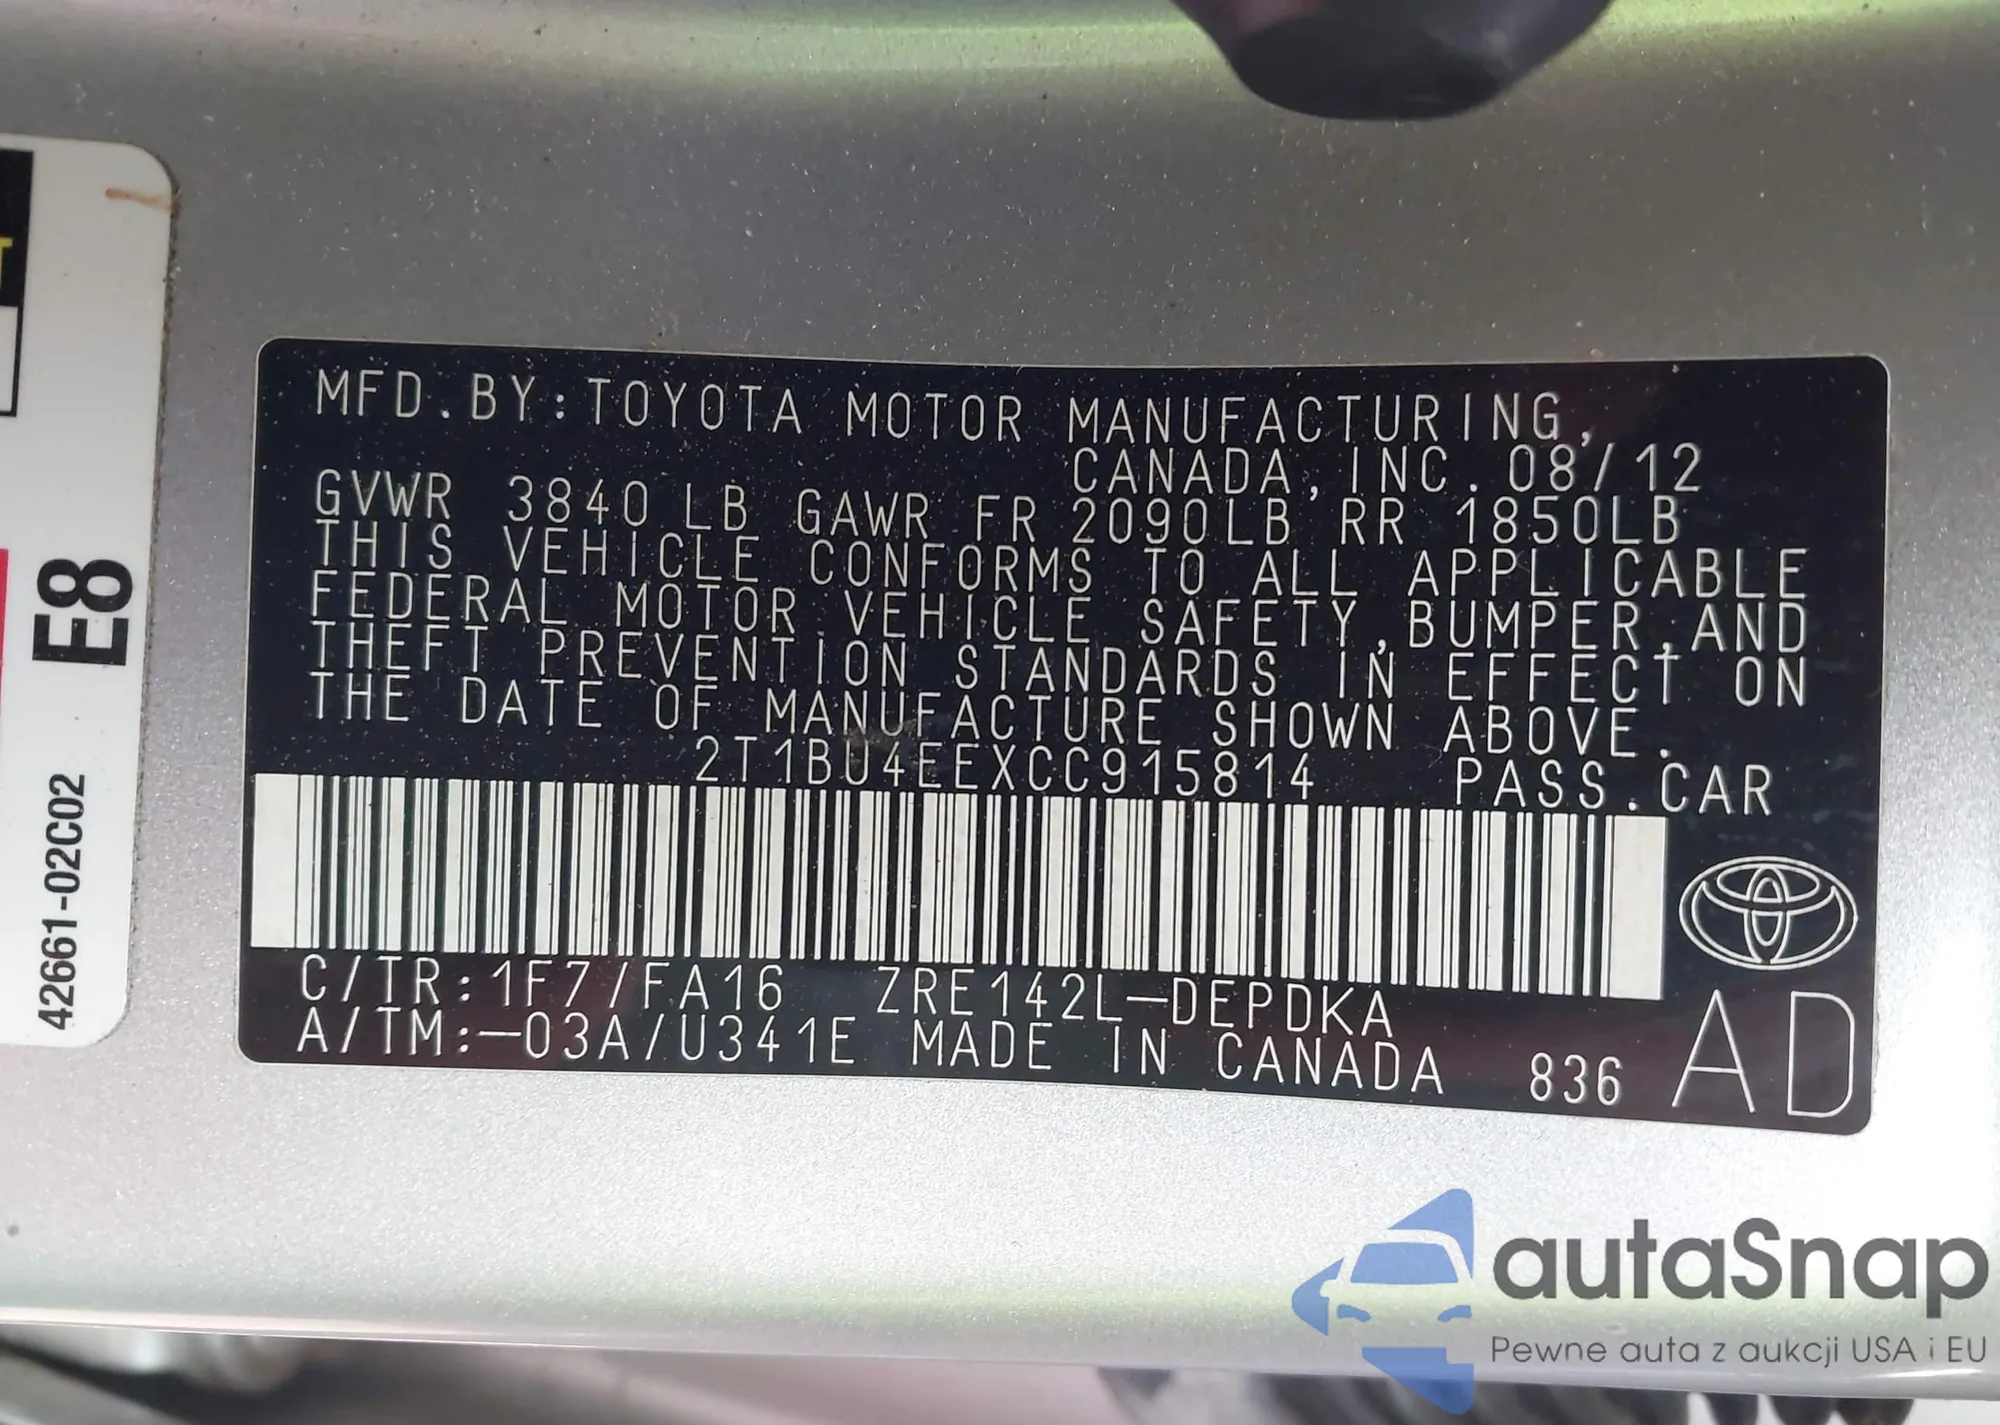 MFD.BY:TOYOTA MOTOR MANUFACTURING,
CANADA,INC.08/12
GVWR 3840 LB GAWR FR 2090LB RR 1850LB
THIS VEHICLE CONFORMS TO ALL APPLICABLE
FEDERAL MOTOR VEHICLE SAFETY,BUMPER,AND
THEFT PREVENTION STANDARDS IN EFFECT ON
THE DATE OF MANUFACTURE SHOWN ABOVE.
2T1BU4EEXCC915814 PASS.CAR
C/TR:1F7/FA16 ZRE142L-DEPDKA
A/TM:-03A/U341E MADE IN CANADA 836 AD
E8
42661-02C02
autaSnap
Pewne auta z aukcji USA i EU